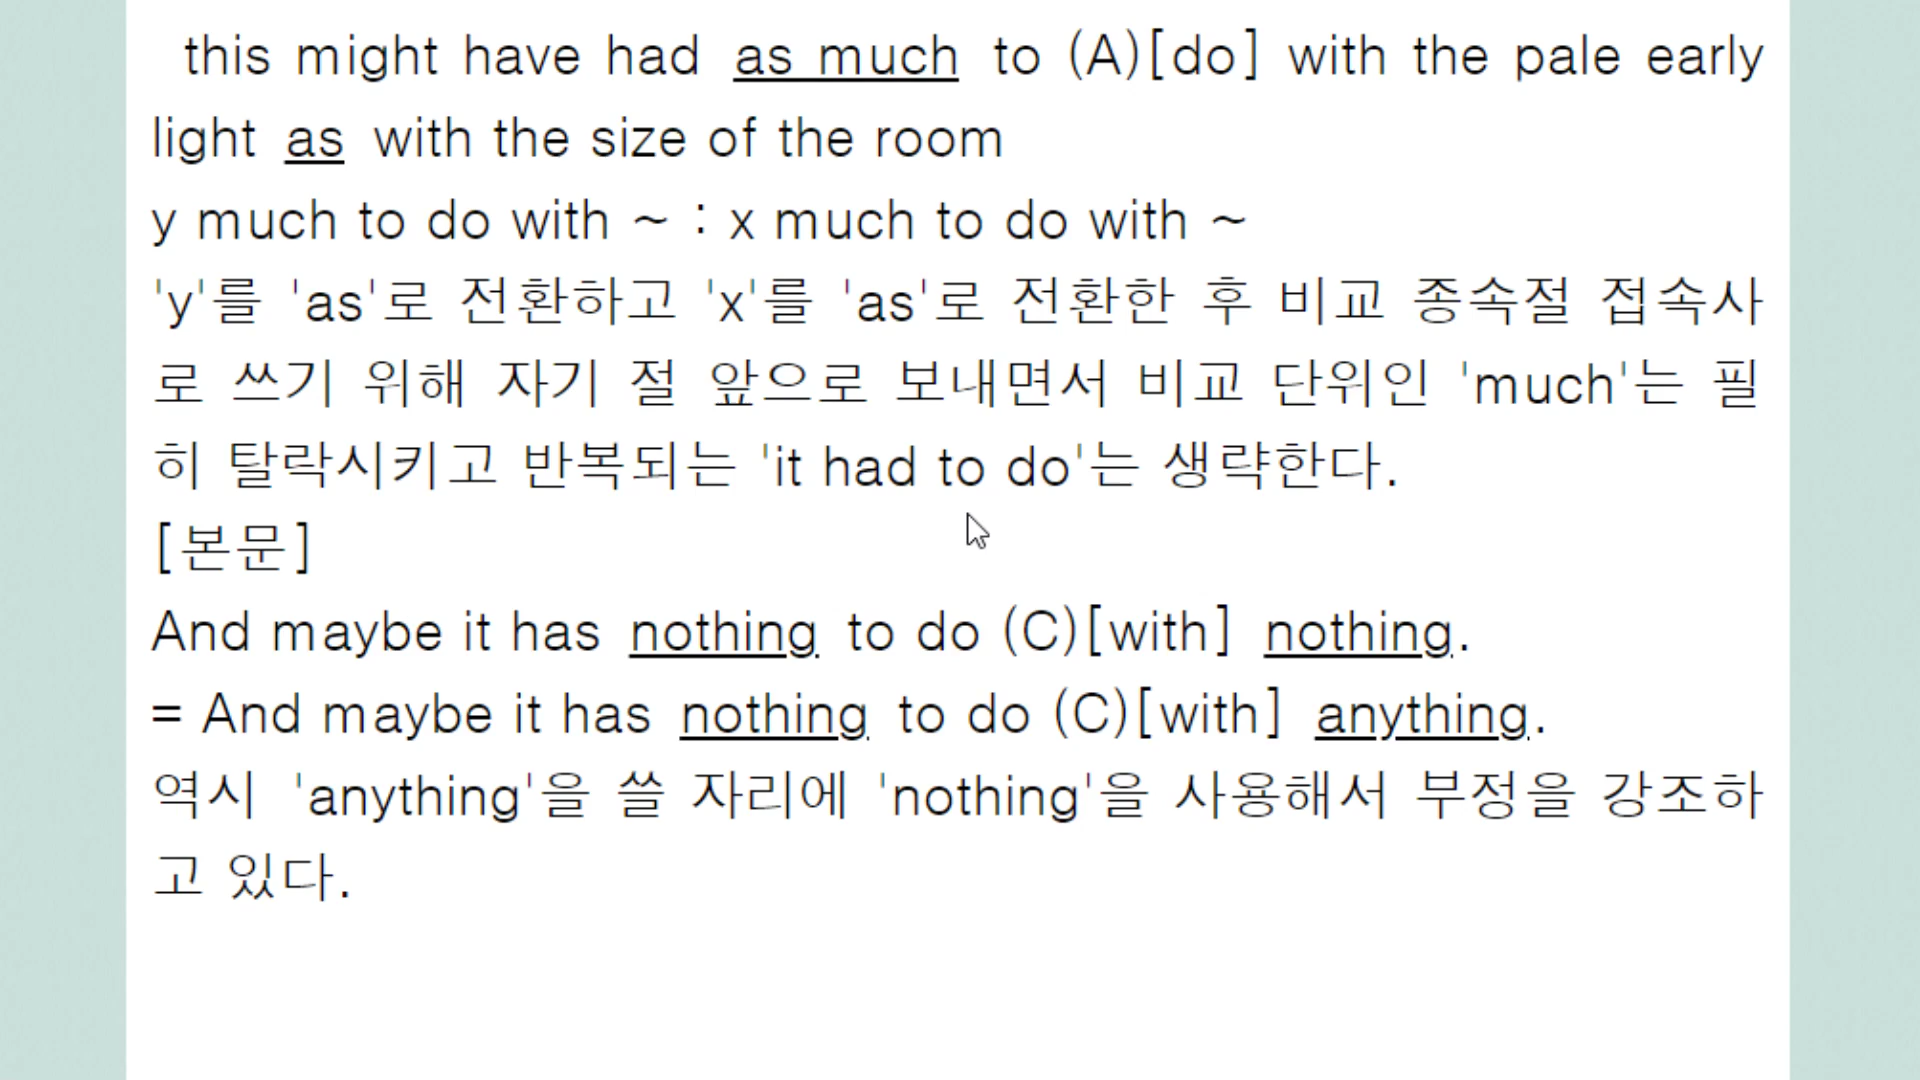 this might have had as much to (A)[do] with the pale early
light as with the size of the room
y much to do with ~ : x much to do with ~
'y'를 'as'로 전환하고 'x'를 'as'로 전환한 후 비교 종속절 접속사
로 쓰기 위해 자기 절 앞으로 보내면서 비교 단위인 'much'는 필
히 탈락시키고 반복되는 'it had to do'는 생략한다.
[본문]
And maybe it has nothing to do (C)[with] nothing.
= And maybe it has nothing to do (C)[with] anything.
역시 'anything'을 쓸 자리에 'nothing'을 사용해서 부정을 강조하
고 있다.